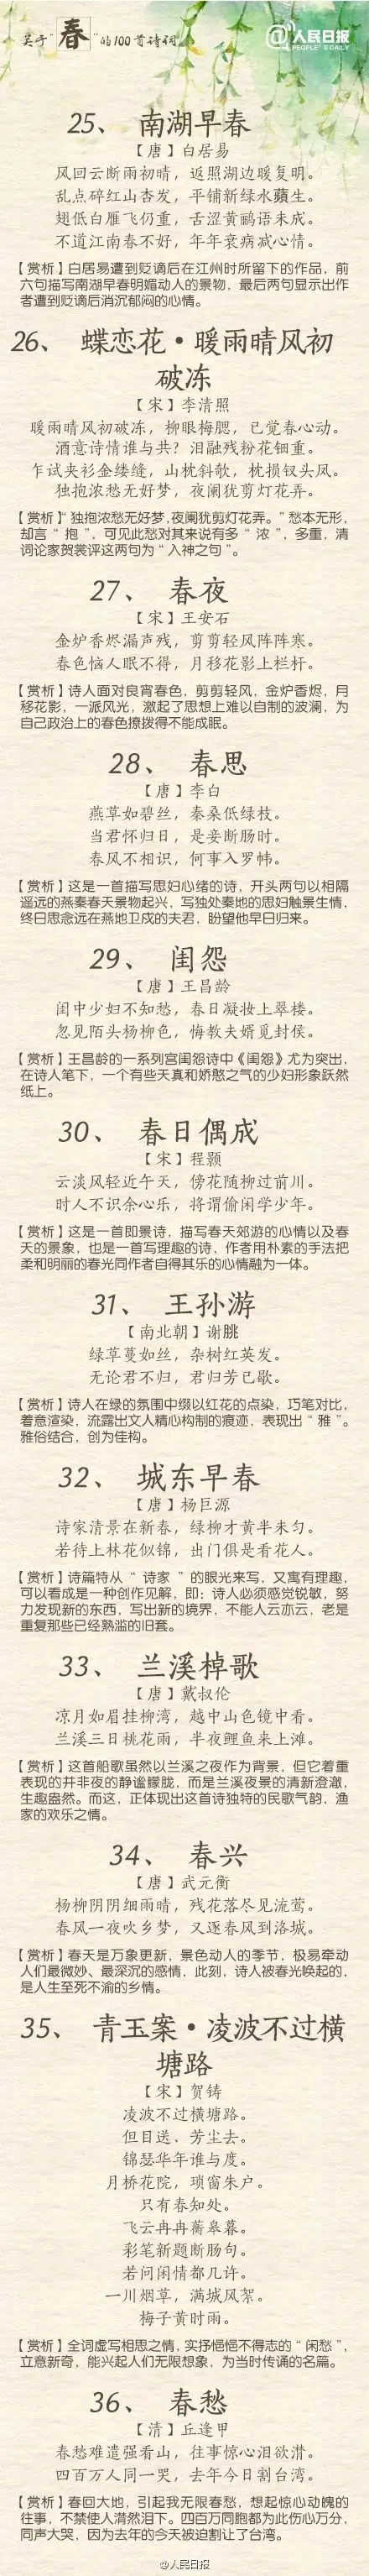 关于"春"的100首诗词
@人民日报
PEOPLE'S DAILY
25、 南湖早春
【唐】白居易
风回云断雨初晴，返照湖边暖复明。
乱点碎红山杏发，平铺新绿水蘋生。
翅低白雁飞仍重，舌涩黄鹂语未成。
不道江南春不好，年年衰病减心情。
【赏析】白居易遭到贬谪后在江州时所留下的作品，前
六句描写南湖早春明媚动人的景物，最后两句显示出作
者遭到贬谪后消沉郁闷的心情。
26、 蝶恋花·暖雨晴风初
破冻
【宋】李清照
暖雨晴风初破冻，柳眼梅腮，已觉春心动。
酒意诗情谁与共？泪融残粉花钿重。
乍试夹衫金缕缝，山枕斜欹，枕损钗头凤。
独抱浓愁无好梦，夜阑犹剪灯花弄。
【赏析】“独抱浓愁无好梦，夜阑犹剪灯花弄。”愁本无形，
却言“抱”，可见此愁对其来说有多“浓”，多重，清
词论家贺裳评这两句为“入神之句”。
27、 春夜
【宋】王安石
金炉香烬漏声残，剪剪轻风阵阵寒。
春色恼人眠不得，月移花影上栏杆。
【赏析】诗人面对良宵春色，剪剪轻风，金炉香烬，月
移花影，一派风光，激起了思想上难以自制的波澜，为
自己政治上的春色撩拨得不能成眠。
28、 春思
【唐】李白
燕草如碧丝，秦桑低绿枝。
当君怀归日，是妾断肠时。
春风不相识，何事入罗帏。
【赏析】这是一首描写思妇心绪的诗，开头两句以相隔
遥远的燕秦春天景物起兴，写独处秦地的思妇触景生情，
终日思念远在燕地卫戍的夫君，盼望他早日归来。
29、 闺怨
【唐】王昌龄
闺中少妇不知愁，春日凝妆上翠楼。
忽见陌头杨柳色，悔教夫婿觅封侯。
【赏析】王昌龄的一系列宫闺怨诗中《闺怨》尤为突出，
在诗人笔下，一个有些天真和娇憨之气的少妇形象跃然
纸上。
30、 春日偶成
【宋】程颢
云淡风轻近午天，傍花随柳过前川。
时人不识余心乐，将谓偷闲学少年。
【赏析】这是一首即景诗，描写春天郊游的心情以及春
天的景象，也是一首写理趣的诗，作者用朴素的手法把
柔和明丽的春光同作者自得其乐的心情融为一体。
31、 王孙游
【南北朝】谢朓
绿草蔓如丝，杂树红英发。
无论君不归，君归芳已歇。
【赏析】诗人在绿的氛围中缀以红花的点染，巧笔对比，
着意渲染，流露出文人精心构制的痕迹，表现出“雅”。
雅俗结合，创为佳构。
32、 城东早春
【唐】杨巨源
诗家清景在新春，绿柳才黄半未匀。
若待上林花似锦，出门俱是看花人。
【赏析】诗篇特从“诗家”的眼光来写，又寓有理趣，
可以看成是一种创作见解，即：诗人必须感觉锐敏，努
力发现新的东西，写出新的境界，不能人云亦云，老是
重复那些已经熟滥的旧套。
33、 兰溪棹歌
【唐】戴叔伦
凉月如眉挂柳湾，越中山色镜中看。
兰溪三日桃花雨，半夜鲤鱼来上滩。
【赏析】这首船歌虽然以兰溪之夜作为背景，但它着重
表现的并非夜的静谧朦胧，而是兰溪夜景的清新澄澈，
生趣盎然。而这，正体现出这首诗独特的民歌气韵，渔
家的欢乐之情。
34、 春兴
【唐】武元衡
杨柳阴阴细雨晴，残花落尽见流莺。
春风一夜吹乡梦，又逐春风到洛城。
【赏析】春天是万象更新，景色动人的季节，极易牵动
人们最微妙、最深沉的感情，此刻，诗人被春光唤起的，
是人生至死不渝的乡情。
35、 青玉案·凌波不过横
塘路
【宋】贺铸
凌波不过横塘路。
但目送、芳尘去。
锦瑟华年谁与度。
月桥花院，琐窗朱户。
只有春知处。
飞云冉冉蘅皋暮。
彩笔新题断肠句。
若问闲情都几许。
一川烟草，满城风絮。
梅子黄时雨。
【赏析】全词虚写相思之情，实抒悒悒不得志的“闲愁”，
立意新奇，能兴起人们无限想象，为当时传诵的名篇。
36、 春愁
【清】丘逢甲
春愁难遣强看山，往事惊心泪欲潸。
四百万人同一哭，去年今日割台湾。
【赏析】春回大地，引起我无限春愁，想起惊心动魄的
往事，不禁使人潸然泪下。四百万同胞都为此伤心万分，
同声大哭，因为去年的今天被迫割让了台湾。
@人民日报